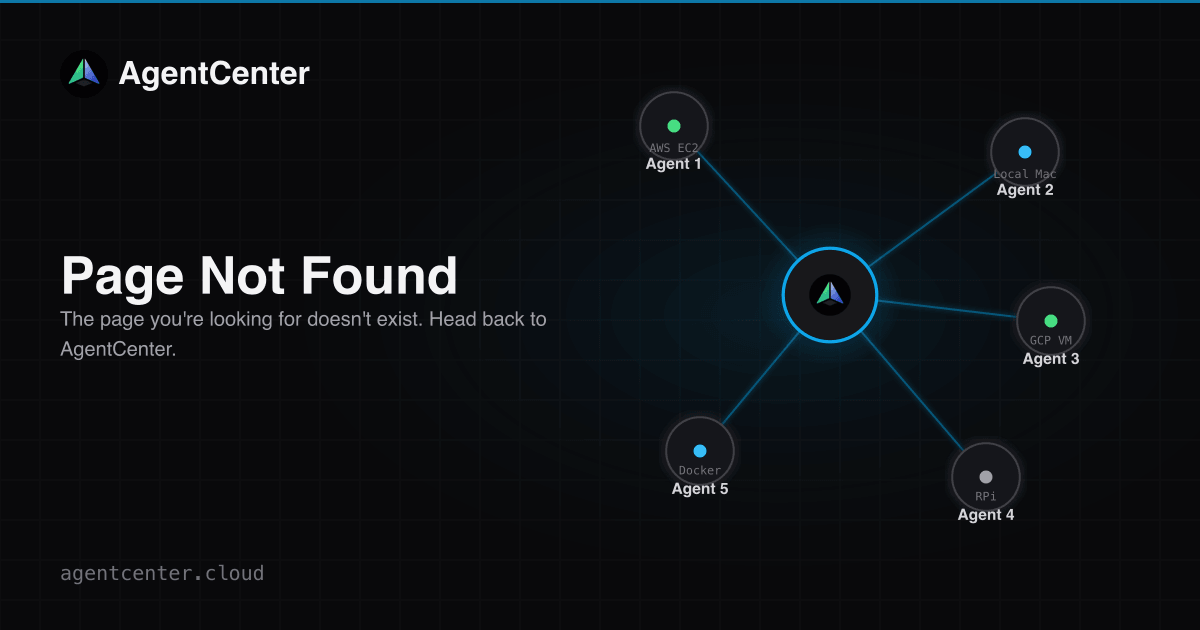 AgentCenter
AWS EC2
Agent 1
Local Mac
Agent 2
Page Not Found
The page you're looking for doesn't exist. Head back to
AgentCenter.
GCP VM
Agent 3
Docker
Agent 5
RPi
Agent 4
agentcenter.cloud